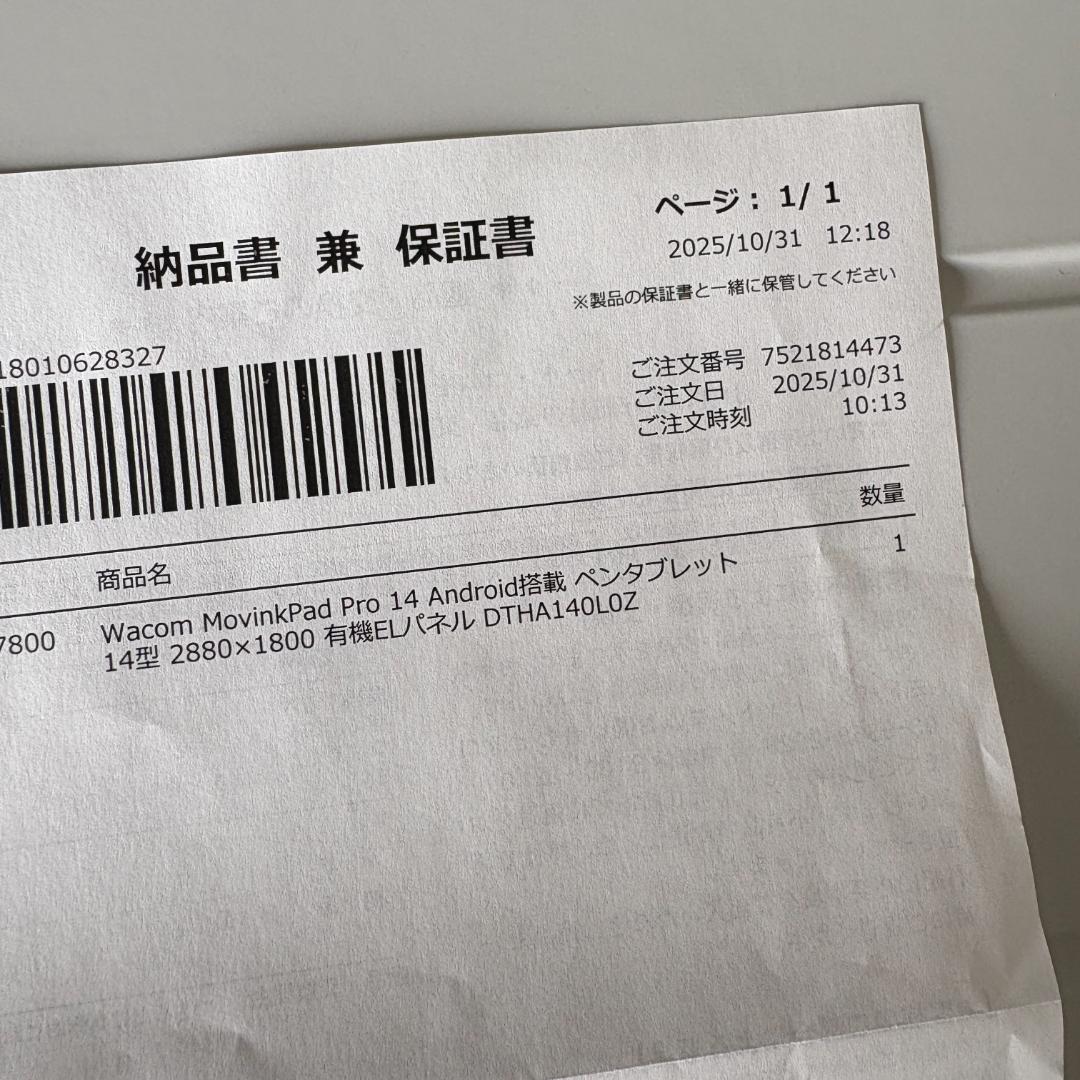 ページ： 1/ 1
納品書 兼 保証書
2025/10/31 12:18
※製品の保証書と一緒に保管してください
18010628327
ご注文番号 7521814473
ご注文日 2025/10/31
ご注文時刻 10:13
商品名 数量
7800 Wacom MovinkPad Pro 14 Android搭載 ペンタブレット 1
14型 2880×1800 有機ELパネル DTHA140L0Z